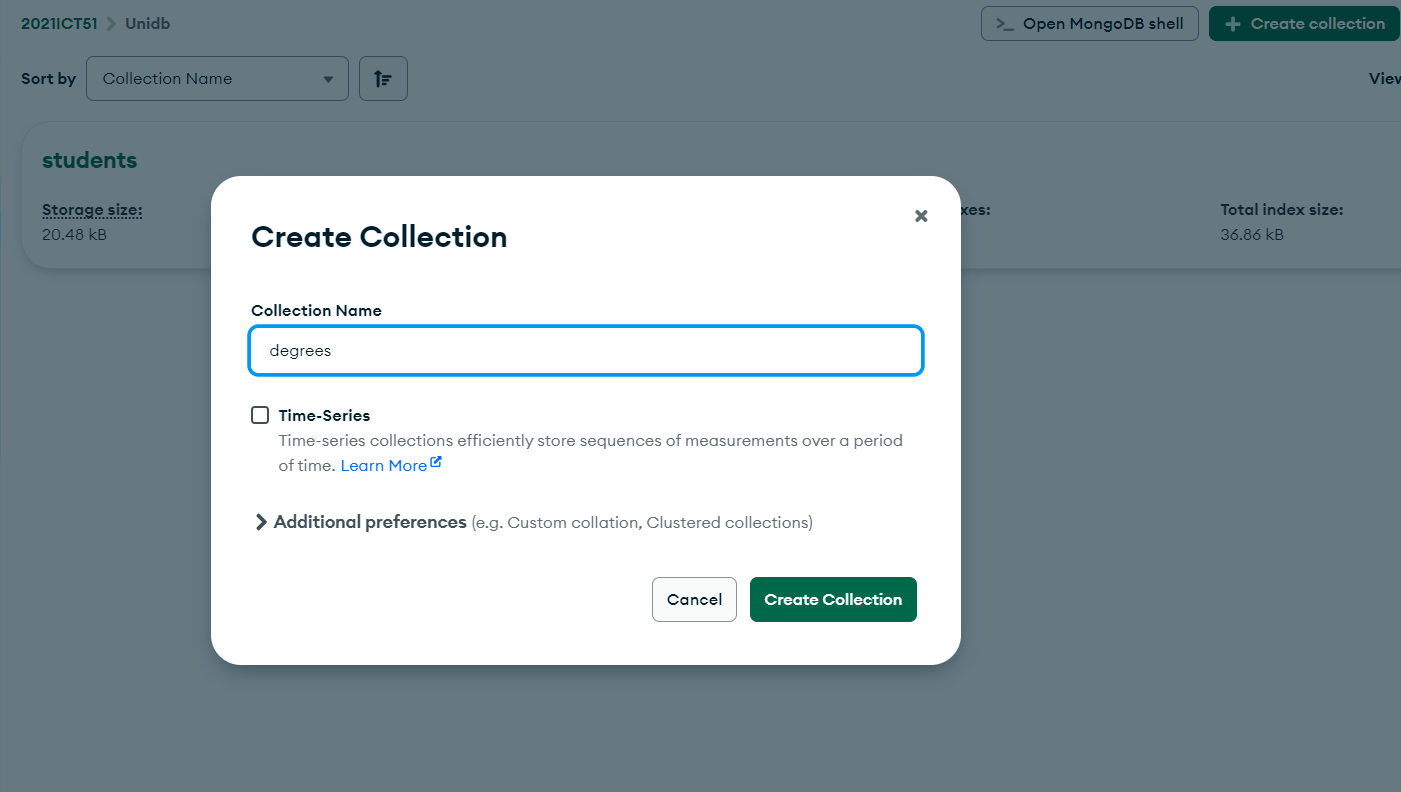 2021ICT51 > Unidb
>_ Open MongoDB shell
+ Create collection
Sort by
Collection Name
View
students
Storage size:
20.48 kB
xes:
Total index size:
36.86 kB
Create Collection
Collection Name
degrees
Time-Series
Time-series collections efficiently store sequences of measurements over a period
of time. Learn More
Additional preferences (e.g. Custom collation, Clustered collections)
Cancel
Create Collection